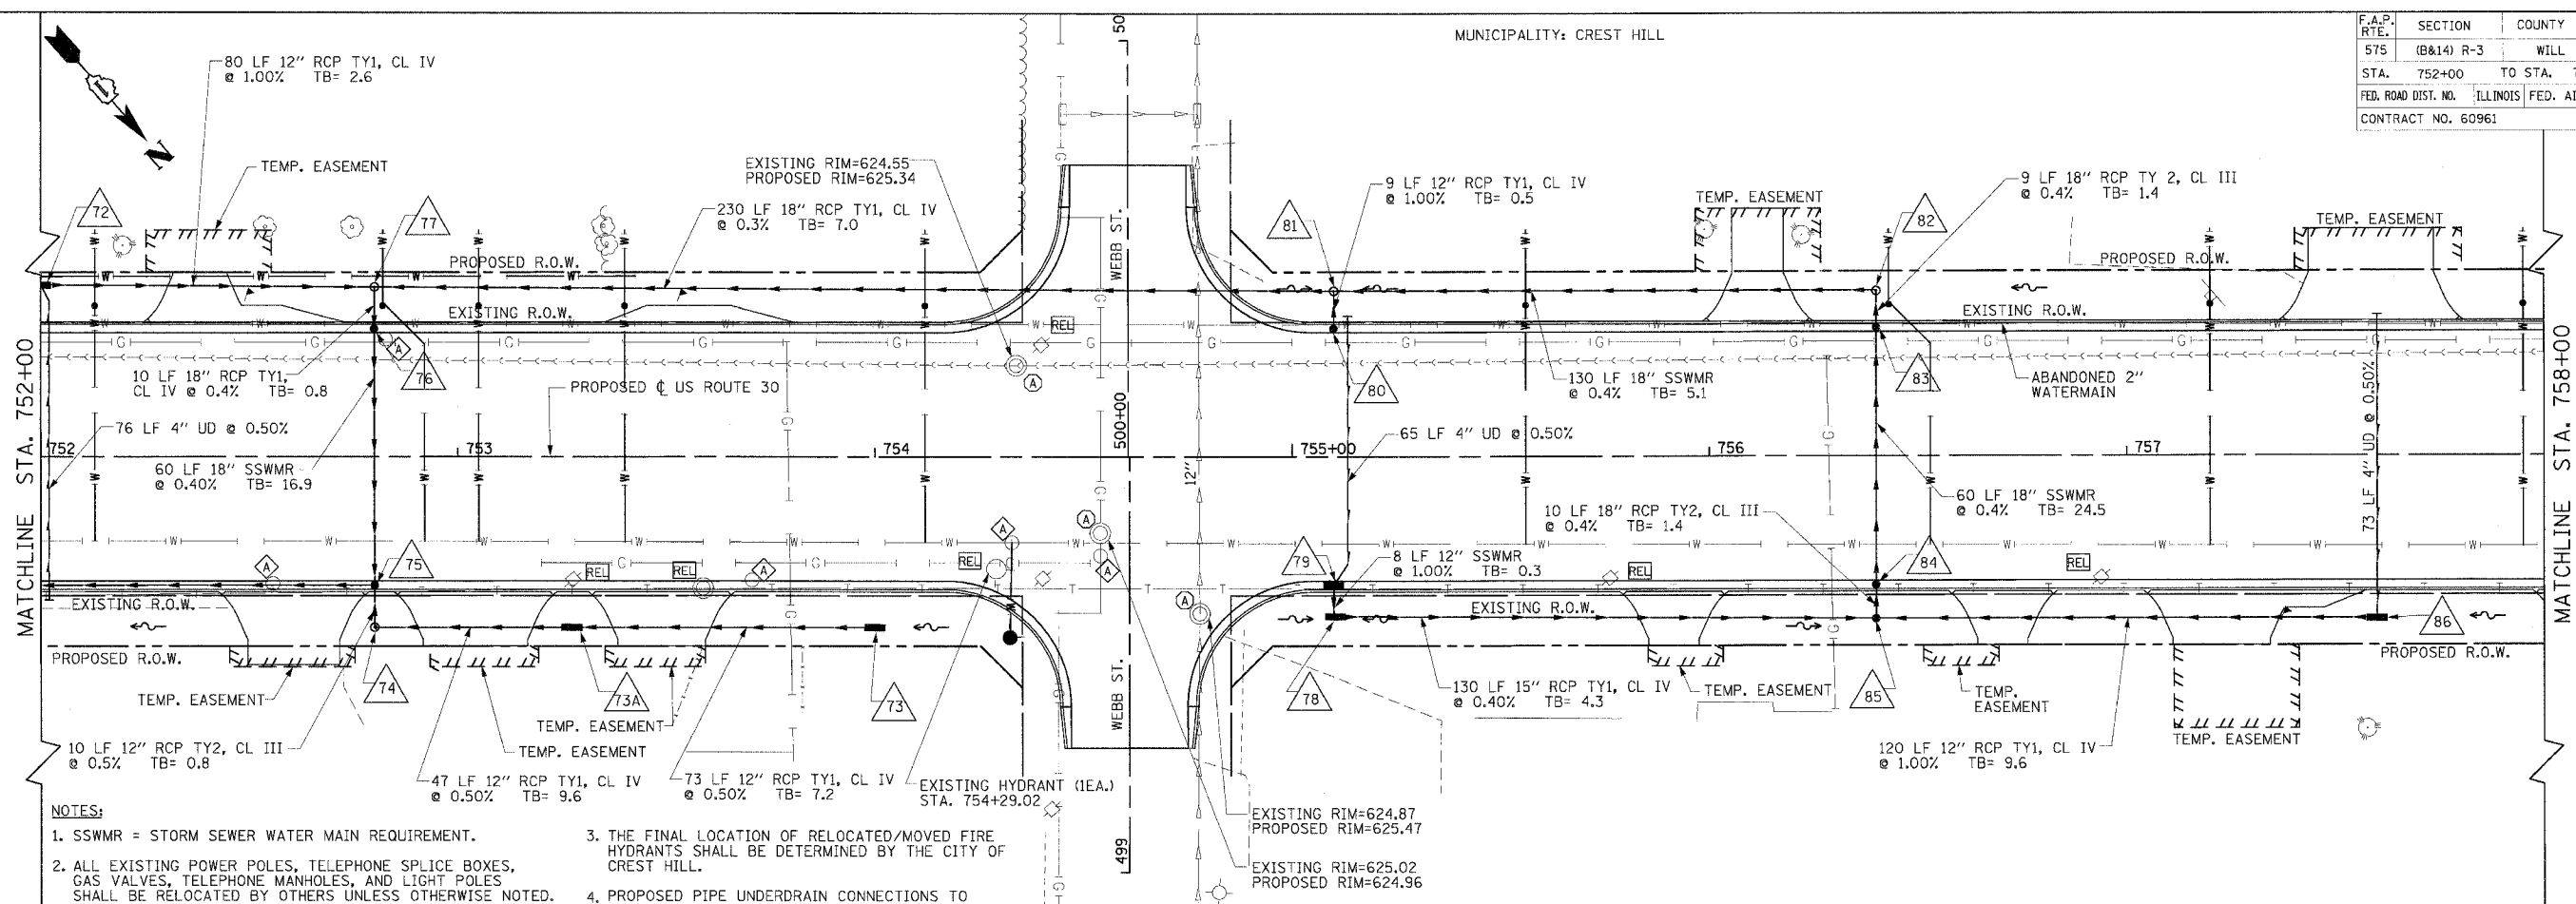 MUNICIPALITY: CREST HILL
F.A.P. RTE. SECTION COUNTY
575 (B&14) R-3 WILL
STA. 752+00 TO STA.
FED. ROAD DIST. NO. ILLINOIS FED.
CONTRACT NO. 60961
N
80 LF 12" RCP TY1, CL IV
@ 1.00% TB= 2.6
TEMP. EASEMENT
72
77
EXISTING RIM=624.55
PROPOSED RIM=625.34
230 LF 18" RCP TY1, CL IV
@ 0.3% TB= 7.0
50
WEBB ST.
9 LF 12" RCP TY1, CL IV
@ 1.00% TB= 0.5
81
TEMP. EASEMENT
9 LF 18" RCP TY 2, CL III
@ 0.4% TB= 1.4
82
TEMP. EASEMENT
PROPOSED R.O.W.
PROPOSED R.O.W.
EXISTING R.O.W.
EXISTING R.O.W.
REL
A
A
10 LF 18" RCP TY1,
CL IV @ 0.4% TB= 0.8
76
PROPOSED ℄ US ROUTE 30
80
130 LF 18" SSWMR
@ 0.4% TB= 5.1
83
ABANDONED 2"
WATERMAIN
76 LF 4" UD @ 0.50%
500+00
65 LF 4" UD @ 0.50%
73 LF 4" UD @ 0.50%
MATCHLINE STA. 752+00
MATCHLINE STA. 758+00
752
753
754
755+00
756
757
12"
60 LF 18" SSWMR
@ 0.40% TB= 16.9
10 LF 18" RCP TY2, CL III
@ 0.4% TB= 1.4
60 LF 18" SSWMR
@ 0.4% TB= 24.5
A
75
REL
REL
A
REL
A
A
A
A
79
8 LF 12" SSWMR
@ 1.00% TB= 0.3
REL
84
REL
EXISTING R.O.W.
EXISTING R.O.W.
86
PROPOSED R.O.W.
PROPOSED R.O.W.
TEMP. EASEMENT
74
73A
73
WEBB ST.
78
130 LF 15" RCP TY1, CL IV
@ 0.40% TB= 4.3
TEMP. EASEMENT
85
TEMP.
EASEMENT
TEMP. EASEMENT
TEMP. EASEMENT
TEMP. EASEMENT
10 LF 12" RCP TY2, CL III
@ 0.5% TB= 0.8
47 LF 12" RCP TY1, CL IV
@ 0.50% TB= 9.6
73 LF 12" RCP TY1, CL IV
@ 0.50% TB= 7.2
EXISTING HYDRANT (1EA.)
STA. 754+29.02
120 LF 12" RCP TY1, CL IV
@ 1.00% TB= 9.6
499
EXISTING RIM=624.87
PROPOSED RIM=625.47
EXISTING RIM=625.02
PROPOSED RIM=624.96
NOTES:
1. SSWMR = STORM SEWER WATER MAIN REQUIREMENT.
2. ALL EXISTING POWER POLES, TELEPHONE SPLICE BOXES,
GAS VALVES, TELEPHONE MANHOLES, AND LIGHT POLES
SHALL BE RELOCATED BY OTHERS UNLESS OTHERWISE NOTED.
3. THE FINAL LOCATION OF RELOCATED/MOVED FIRE
HYDRANTS SHALL BE DETERMINED BY THE CITY OF
CREST HILL.
4. PROPOSED PIPE UNDERDRAIN CONNECTIONS TO